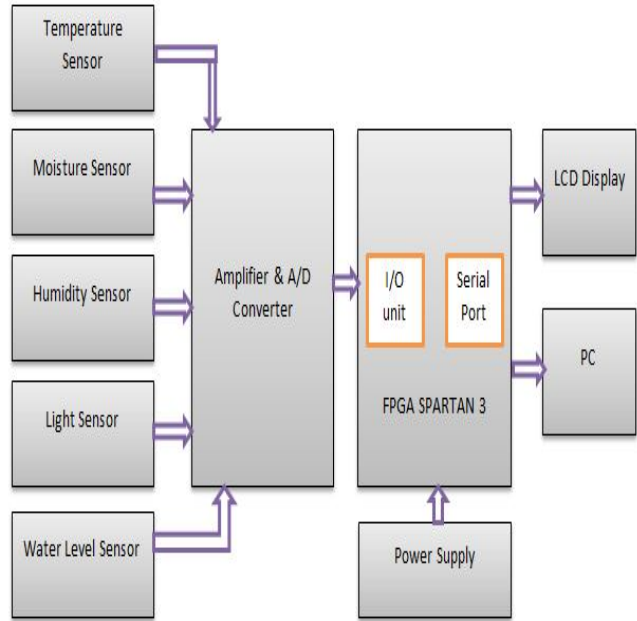 Temperature
Sensor
Moisture Sensor
Humidity Sensor
Light Sensor
Water Level Sensor
Amplifier & A/D
Converter
I/O
unit
Serial
Port
FPGA SPARTAN 3
Power Supply
LCD Display
PC